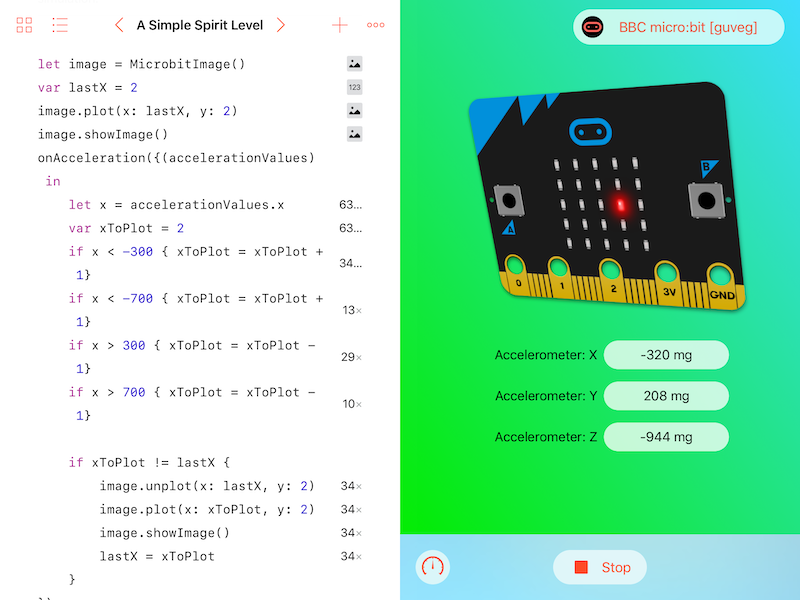 A Simple Spirit Level
let image = MicrobitImage()
var lastX = 2
123
image.plot(x: lastX, y: 2)
image.showImage()
onAcceleration({(accelerationValues)
in
let x = accelerationValues.x 63...
var xToPlot = 2 63...
if x < -300 { xToPlot = xToPlot + 34...
1}
if x < -700 { xToPlot = xToPlot + 13×
1}
if x > 300 { xToPlot = xToPlot - 29×
1}
if x > 700 { xToPlot = xToPlot - 10×
1}
if xToPlot != lastX {
image.unplot(x: lastX, y: 2) 34×
image.plot(x: xToPlot, y: 2) 34×
image.showImage() 34×
lastX = xToPlot 34×
}
BBC micro:bit [guveg]
B
A
0 1 2 3V GND
Accelerometer: X -320 mg
Accelerometer: Y 208 mg
Accelerometer: Z -944 mg
Stop